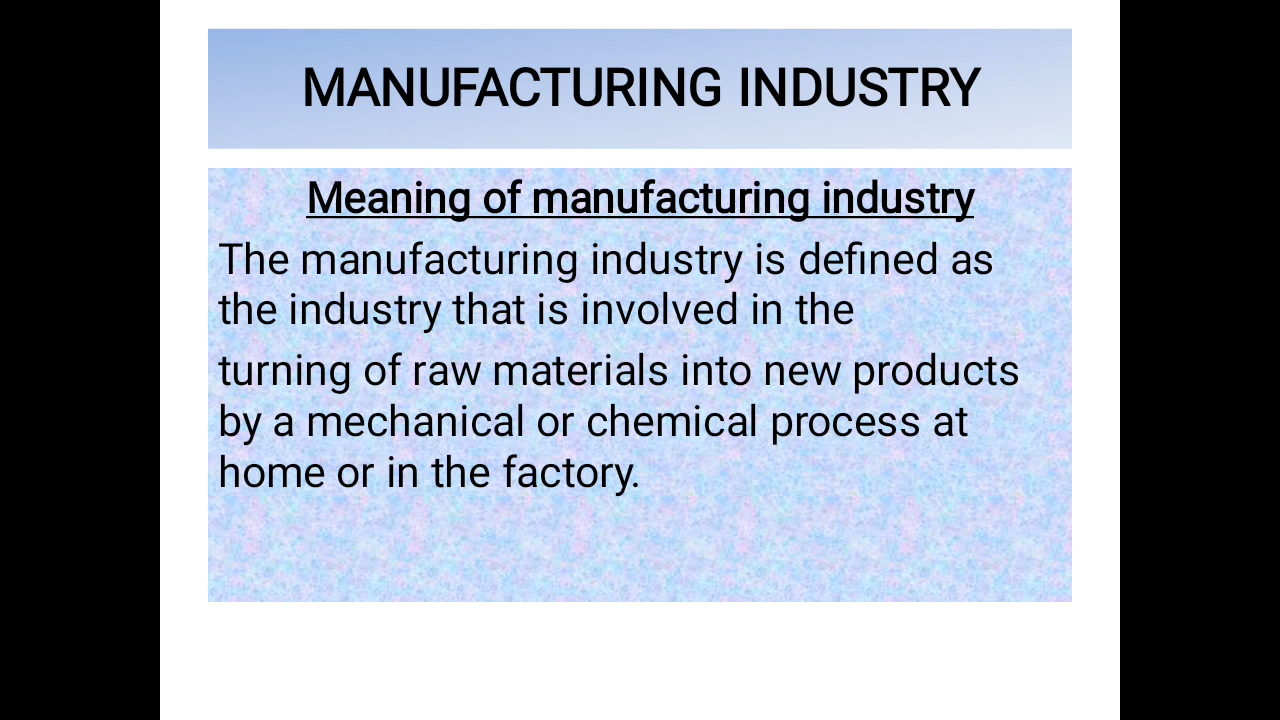 MANUFACTURING INDUSTRY
Meaning of manufacturing industry
The manufacturing industry is defined as
the industry that is involved in the
turning of raw materials into new products
by a mechanical or chemical process at
home or in the factory.